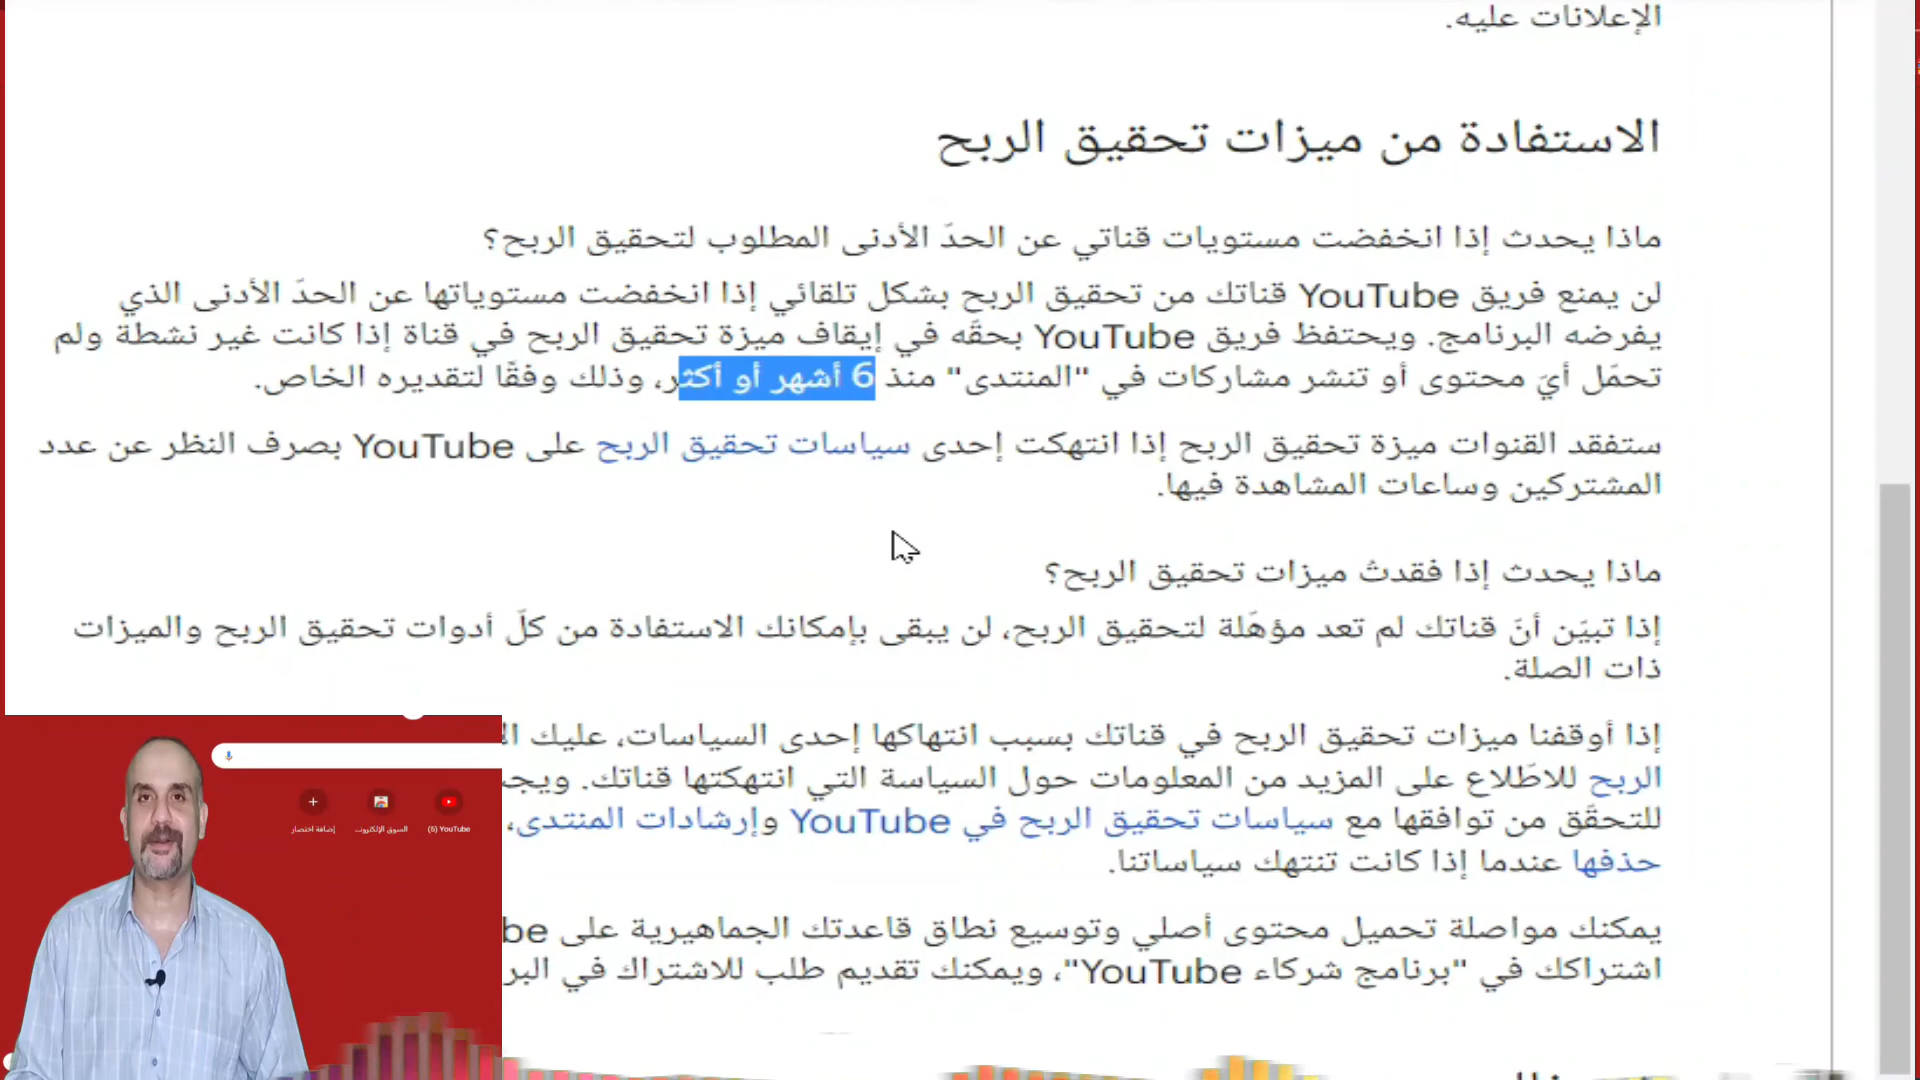 الإعلانات عليه.
الاستفادة من ميزات تحقيق الربح
ماذا يحدث إذا انخفضت مستويات قناتي عن الحدّ الأدنى المطلوب لتحقيق الربح؟
لن يمنع فريق YouTube قناتك من تحقيق الربح بشكل تلقائي إذا انخفضت مستوياتها عن الحدّ الأدنى الذي
يفرضه البرنامج. ويحتفظ فريق YouTube بحقّه في إيقاف ميزة تحقيق الربح في قناة إذا كانت غير نشطة ولم
تحمّل أيّ محتوى أو تنشر مشاركات في "المنتدى" منذ 6 أشهر أو أكثر، وذلك وفقًا لتقديره الخاص.
ستفقد القنوات ميزة تحقيق الربح إذا انتهكت إحدى سياسات تحقيق الربح على YouTube بصرف النظر عن عدد
المشتركين وساعات المشاهدة فيها.
ماذا يحدث إذا فقدتُ ميزات تحقيق الربح؟
إذا تبيّن أنّ قناتك لم تعد مؤهّلة لتحقيق الربح، لن يبقى بإمكانك الاستفادة من كلّ أدوات تحقيق الربح والميزات
ذات الصلة.
إذا أوقفنا ميزات تحقيق الربح في قناتك بسبب انتهاكها إحدى السياسات، عليك
الربح للاطّلاع على المزيد من المعلومات حول السياسة التي انتهكتها قناتك.
للتحقّق من توافقها مع سياسات تحقيق الربح في YouTube وإرشادات المنتدى،
حذفها عندما إذا كانت تنتهك سياساتنا.
يمكنك مواصلة تحميل محتوى أصلي وتوسيع نطاق قاعدتك الجماهيرية على
اشتراكك في "برنامج شركاء YouTube"، ويمكنك تقديم طلب للاشتراك في
(5) YouTube
السوق الإلكترونـ...
إضافة اختصار